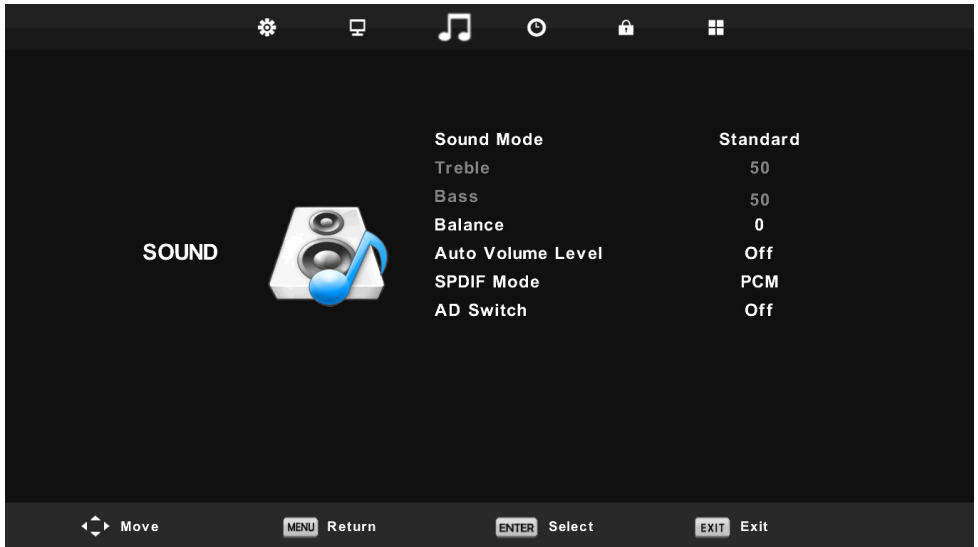 Sound Mode Standard
Treble 50
Bass 50
Balance 0
SOUND
Auto Volume Level Off
SPDIF Mode PCM
AD Switch Off
Move MENU Return ENTER Select EXIT Exit